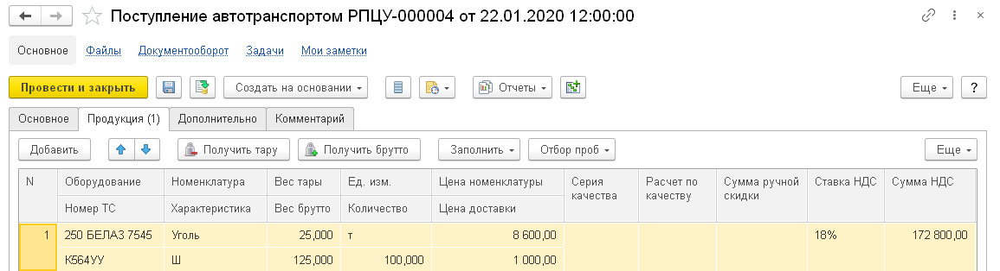 Поступление автотранспортом РПЦУ-000004 от 22.01.2020 12:00:00
Основное Файлы Документооборот Задачи Мои заметки
Провести и закрыть Создать на основании Отчеты Еще ?
Основное Продукция (1) Дополнительно Комментарий
Добавить Получить тару Получить брутто Заполнить Отбор проб Еще
N Оборудование Номенклатура Вес тары Ед. изм. Цена номенклатуры Серия качества Расчет по качеству Сумма ручной скидки Ставка НДС Сумма НДС
Номер ТС Характеристика Вес брутто Количество Цена доставки
1 250 БЕЛАЗ 7545 Уголь 25,000 т 8 600,00 18% 172 800,00
К564УУ Ш 125,000 100,000 1 000,00